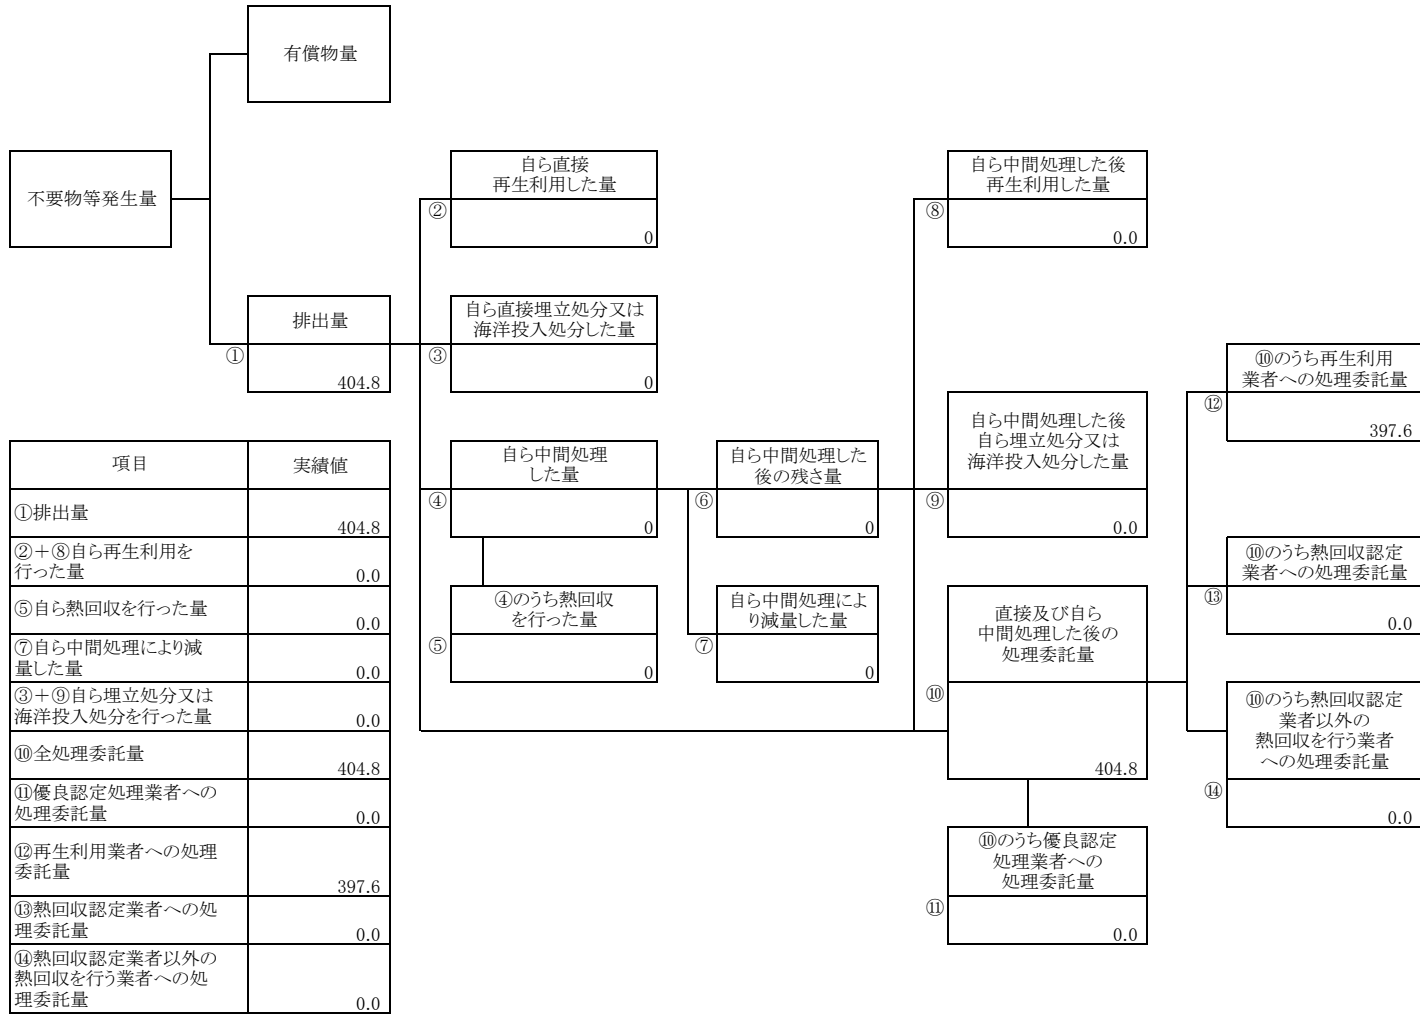 有償物量
不要物等発生量
自ら直接
再生利用した量
②
0
自ら中間処理した後
再生利用した量
⑧
0.0
排出量
①
404.8
自ら直接埋立処分又は
海洋投入処分した量
③
0
⑩のうち再生利用
業者への処理委託量
⑫
397.6
自ら中間処理
した量
④
0
自ら中間処理した
後の残さ量
⑥
0
自ら中間処理した後
自ら埋立処分又は
海洋投入処分した量
⑨
0.0
⑩のうち熱回収認定
業者への処理委託量
⑬
0.0
④のうち熱回収
を行った量
⑤
0
自ら中間処理によ
り減量した量
⑦
0
直接及び自ら
中間処理した後の
処理委託量
⑩
404.8
⑩のうち熱回収認定
業者以外の
熱回収を行う業者
への処理委託量
⑭
0.0
⑩のうち優良認定
処理業者への
処理委託量
⑪
0.0
項目 実績値
①排出量
404.8
②＋⑧自ら再生利用を
行った量
0.0
⑤自ら熱回収を行った量
0.0
⑦自ら中間処理により減
量した量
0.0
③＋⑨自ら埋立処分又は
海洋投入処分を行った量
0.0
⑩全処理委託量
404.8
⑪優良認定処理業者への
処理委託量
0.0
⑫再生利用業者への処理
委託量
397.6
⑬熱回収認定業者への処
理委託量
0.0
⑭熱回収認定業者以外の
熱回収を行う業者への処
理委託量
0.0